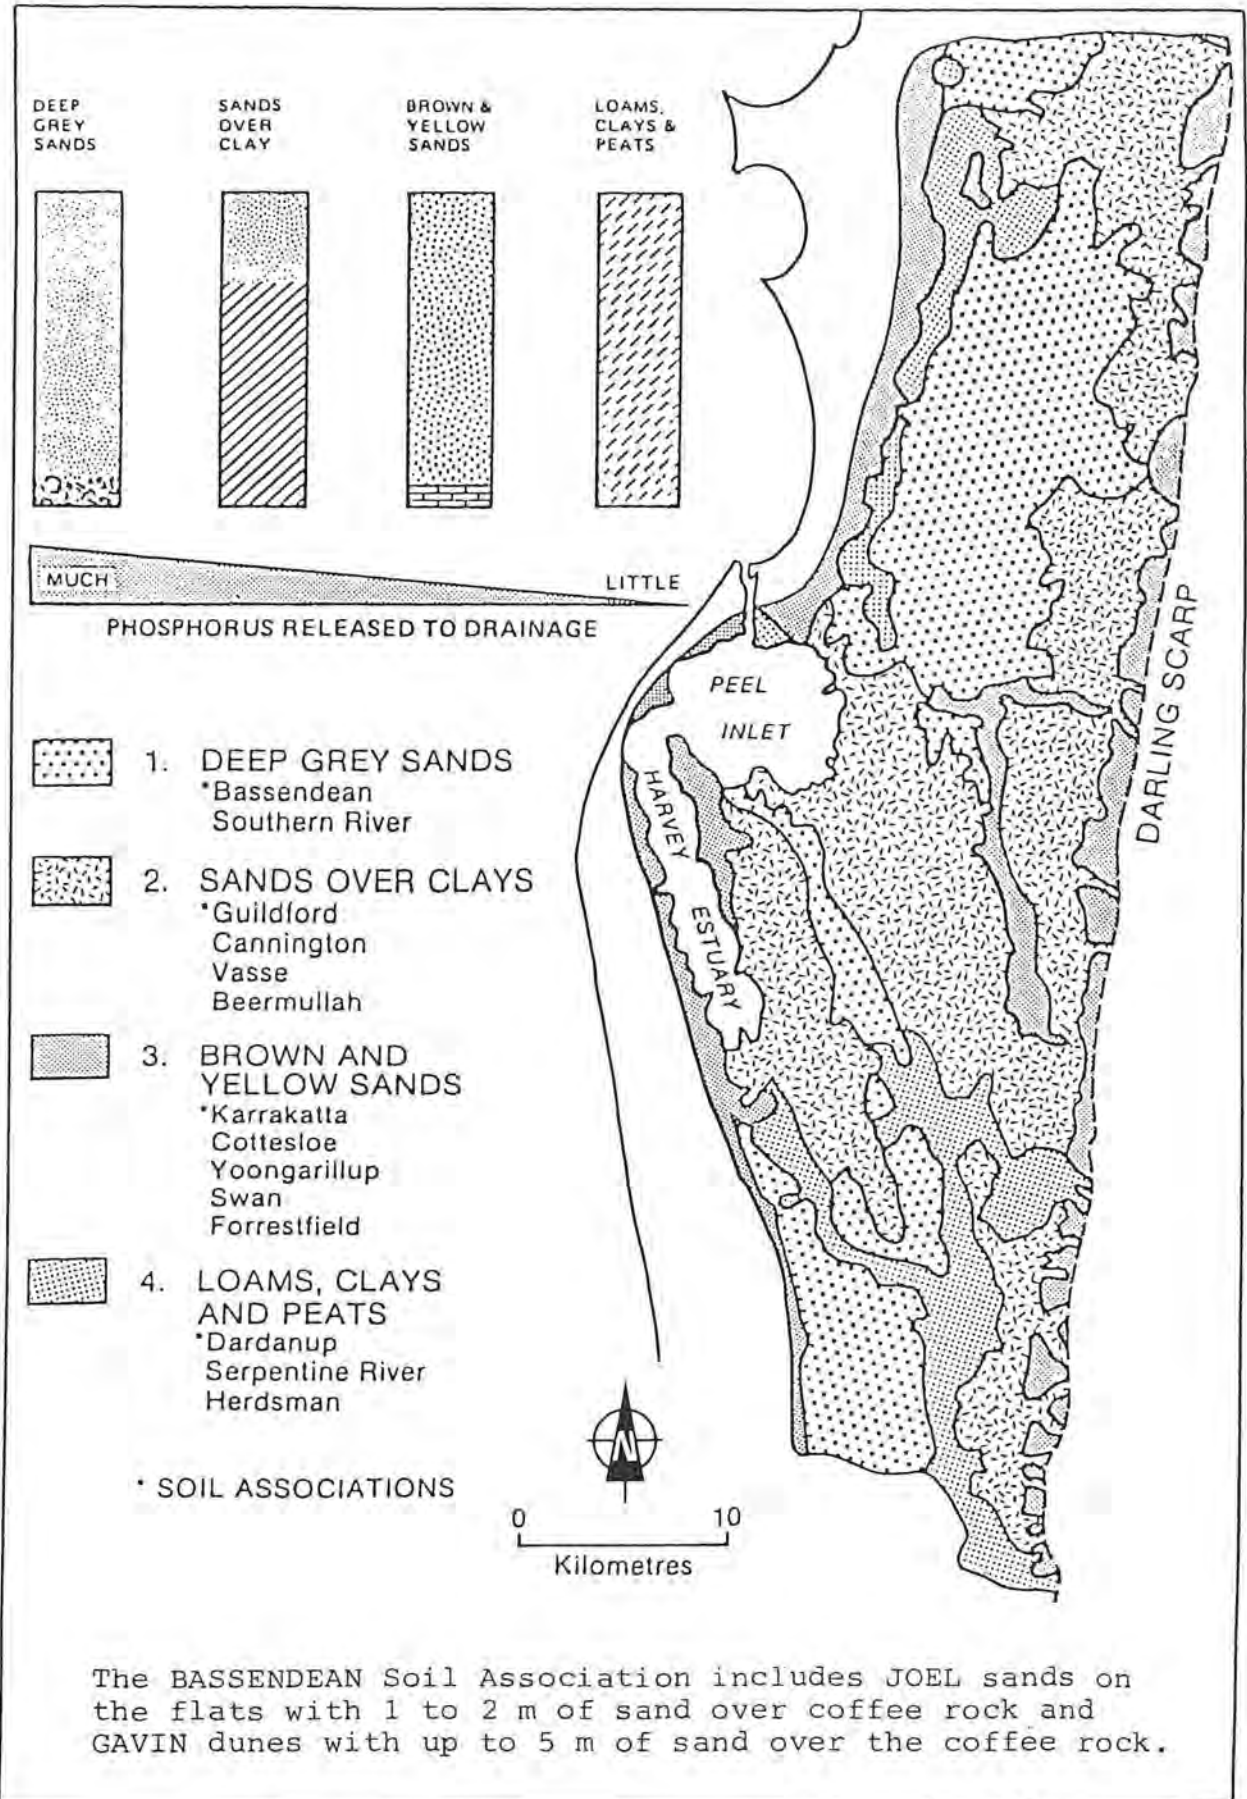 DEEP
GREY
SANDS
SANDS
OVER
CLAY
BROWN &
YELLOW
SANDS
LOAMS,
CLAYS &
PEATS
MUCH
LITTLE
PHOSPHORUS RELEASED TO DRAINAGE
1. DEEP GREY SANDS
*Bassendean
Southern River
2. SANDS OVER CLAYS
*Guildford
Cannington
Vasse
Beermullah
3. BROWN AND
YELLOW SANDS
*Karrakatta
Cottesloe
Yoongarillup
Swan
Forrestfield
4. LOAMS, CLAYS
AND PEATS
*Dardanup
Serpentine River
Herdsman
* SOIL ASSOCIATIONS
PEEL
INLET
HARVEY
ESTUARY
DARLING SCARP
N
0 10
Kilometres
The BASSENDEAN Soil Association includes JOEL sands on
the flats with 1 to 2 m of sand over coffee rock and
GAVIN dunes with up to 5 m of sand over the coffee rock.